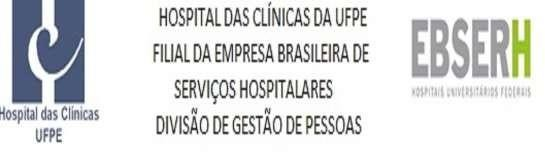 Hospital das Clínicas
UFPE
HOSPITAL DAS CLÍNICAS DA UFPE
FILIAL DA EMPRESA BRASILEIRA DE
SERVIÇOS HOSPITALARES
DIVISÃO DE GESTÃO DE PESSOAS
EBSERH
HOSPITAIS UNIVERSITÁRIOS FEDERAIS